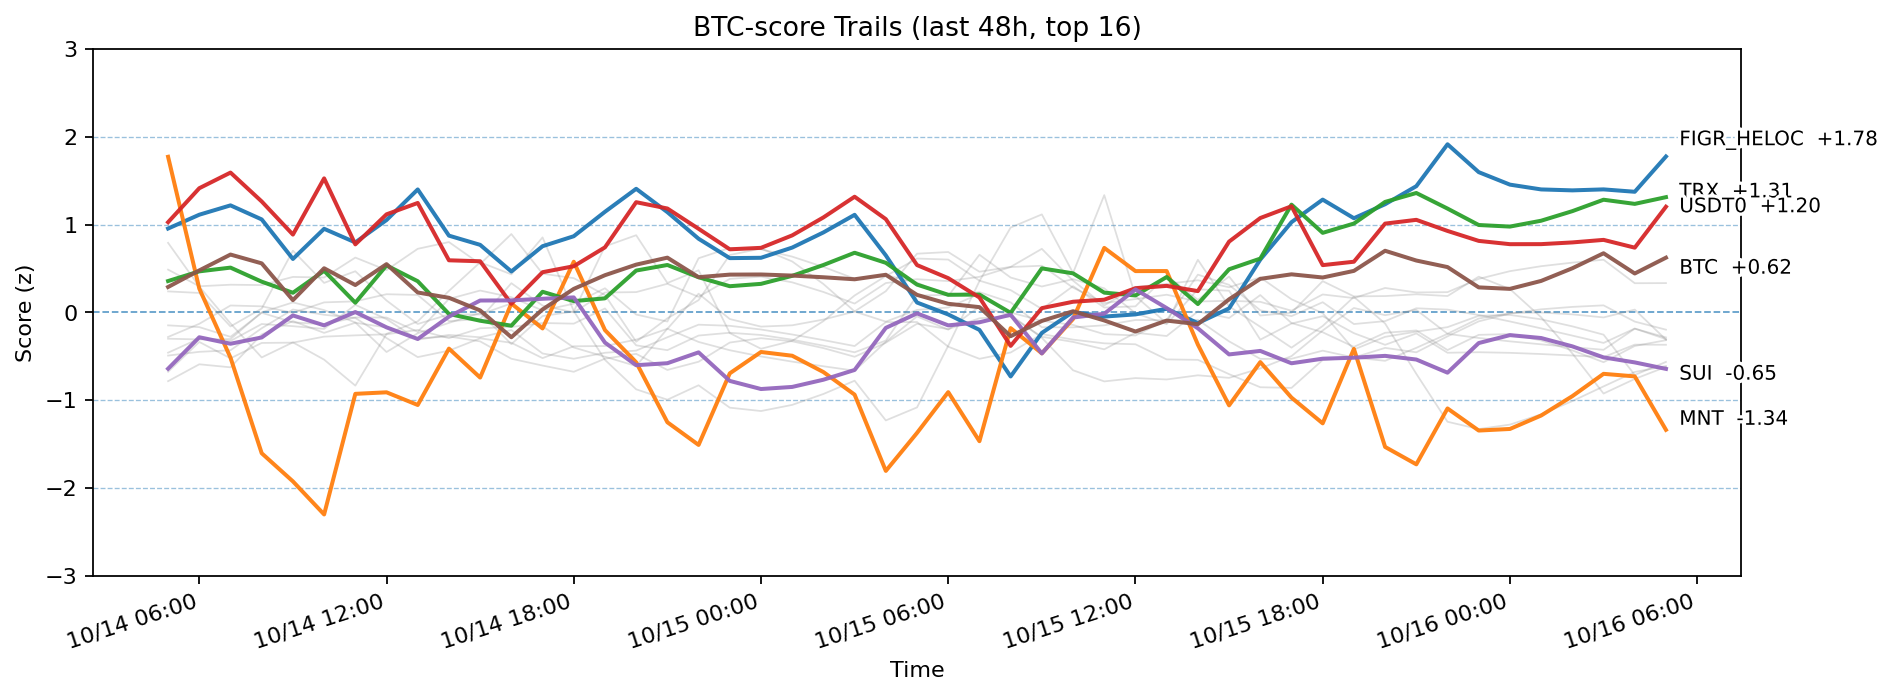 BTC-score Trails (last 48h, top 16)
3
2
1
0
−1
−2
−3
Score (z)
FIGR_HELOC +1.78
TRX +1.31
USDT0 +1.20
BTC +0.62
SUI -0.65
MNT -1.34
10/14 06:00
10/14 12:00
10/14 18:00
10/15 00:00
10/15 06:00
10/15 12:00
10/15 18:00
10/16 00:00
10/16 06:00
Time